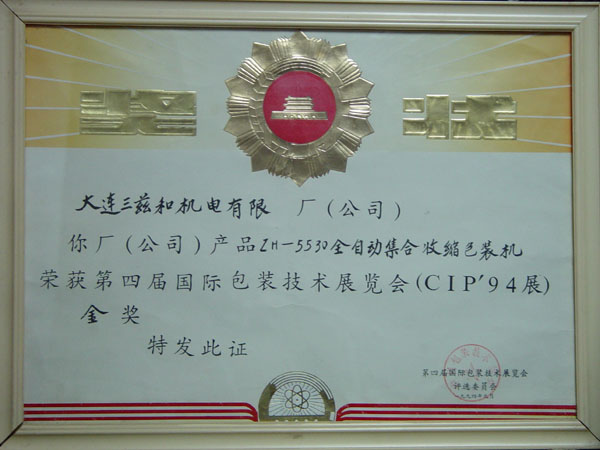 奖状
大连三兹和机电有限 厂(公司)
你厂(公司)产品ZH-5530全自动集合收缩包装机
荣获第四届国际包装技术展览会(CIP'94展)
金奖
特发此证
第四届国际包装技术展览会
评选委员会